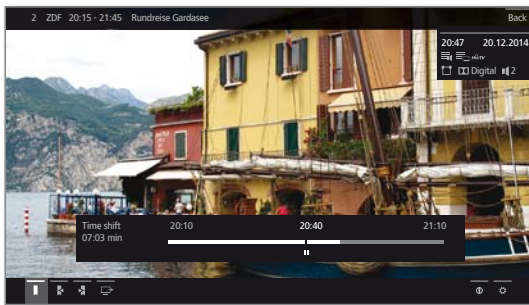 2 ZDF 20:15 - 21:45 Rundreise Gardasee Back
20:47 20.12.2014
HbbTV
Digital 2
Time shift 20:10 20:40 21:10
07:03 min